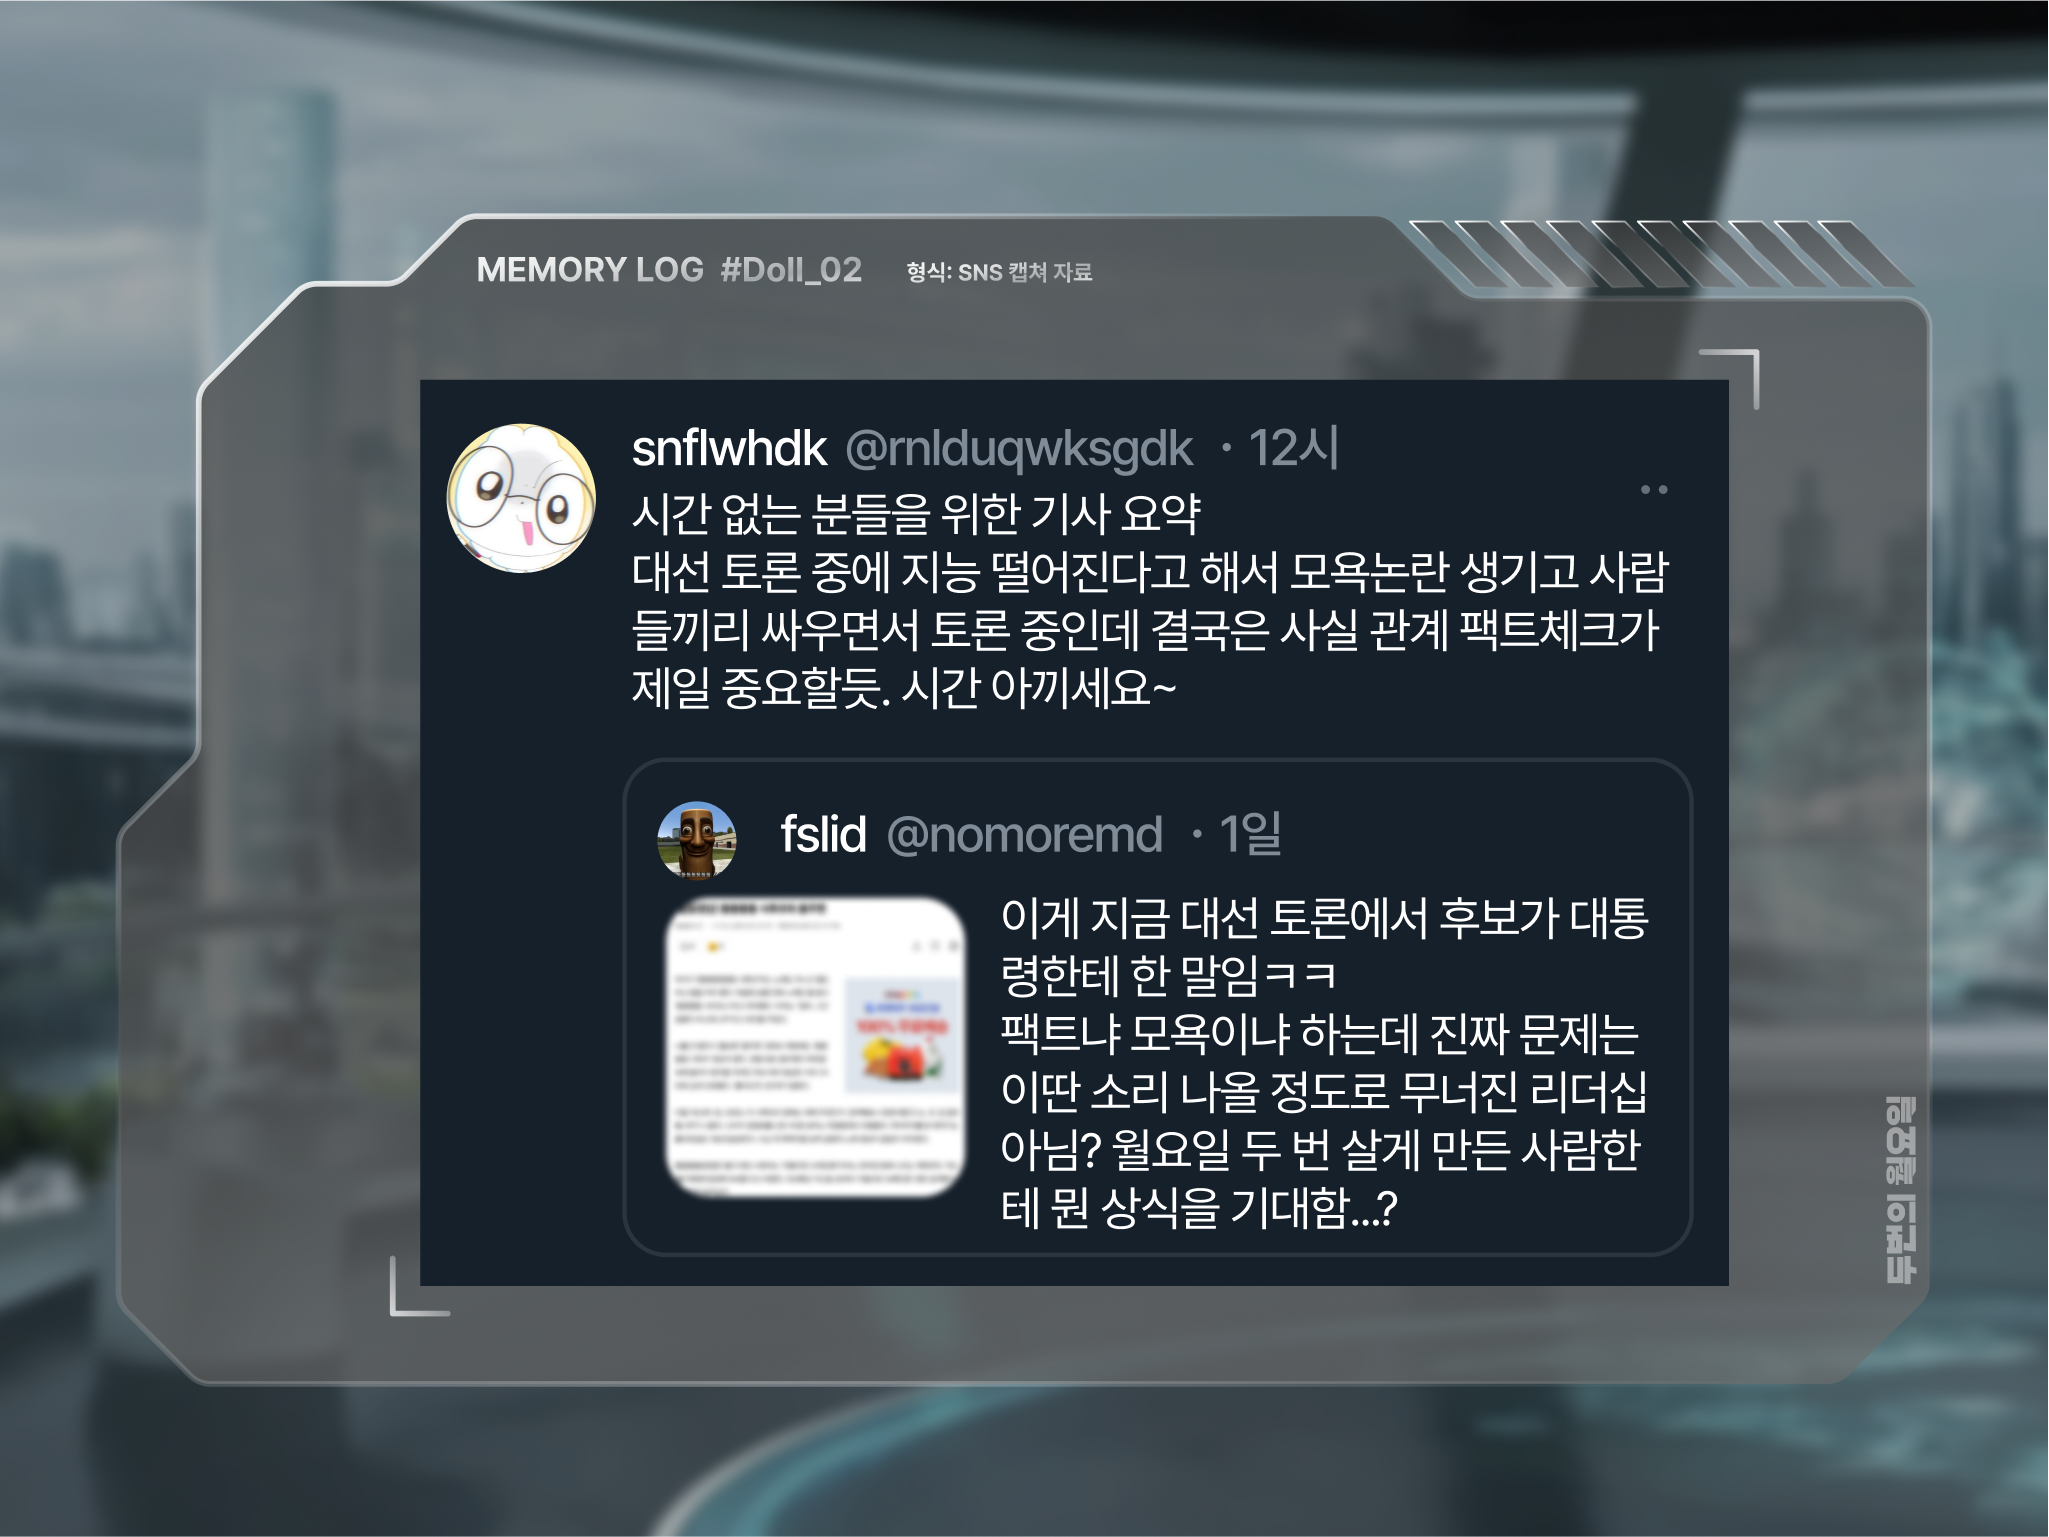 MEMORY LOG #Doll_02 형식: SNS 캡쳐 자료
snflwhdk @rnlduqwksgdk · 12시
시간 없는 분들을 위한 기사 요약
대선 토론 중에 지능 떨어진다고 해서 모욕논란 생기고 사람
들끼리 싸우면서 토론 중인데 결국은 사실 관계 팩트체크가
제일 중요할듯. 시간 아끼세요~
fslid @nomoremd · 1일
이게 지금 대선 토론에서 후보가 대통
령한테 한 말임ㅋㅋ
팩트냐 모욕이냐 하는데 진짜 문제는
이딴 소리 나올 정도로 무너진 리더십
아님? 월요일 두 번 살게 만든 사람한
테 뭔 상식을 기대함...?
두번의 월요일